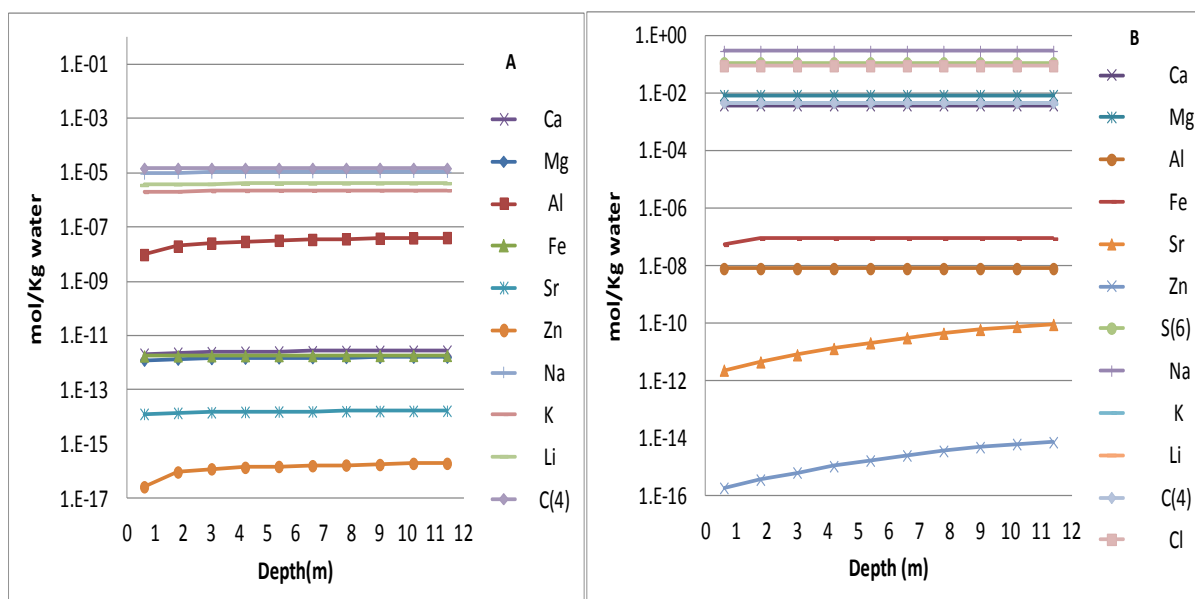 A
mol/Kg water
1.E-01
1.E-03
1.E-05
1.E-07
1.E-09
1.E-11
1.E-13
1.E-15
1.E-17
0 1 2 3 4 5 6 7 8 9 10 11 12
Depth(m)
Ca
Mg
Al
Fe
Sr
Zn
Na
K
Li
C(4)
B
mol/Kg water
1.E+00
1.E-02
1.E-04
1.E-06
1.E-08
1.E-10
1.E-12
1.E-14
1.E-16
0 1 2 3 4 5 6 7 8 9 10 11 12
Depth (m)
Ca
Mg
Al
Fe
Sr
Zn
S(6)
Na
K
Li
C(4)
Cl